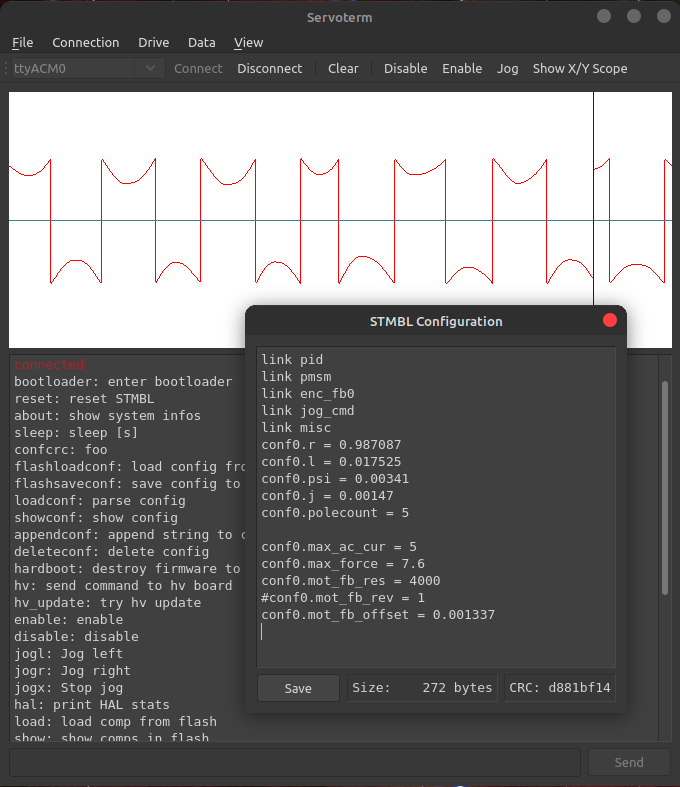 Servoterm
File Connection Drive Data View
ttyACM0 Connect Disconnect Clear Disable Enable Jog Show X/Y Scope
connected
bootloader: enter bootloader
reset: reset STMBL
about: show system infos
sleep: sleep [s]
confcrc: foo
flashloadconf: load config fro
flashsaveconf: save config to
loadconf: parse config
showconf: show config
appendconf: append string to c
deleteconf: delete config
hardboot: destroy firmware to
hv: send command to hv board
hv_update: try hv update
enable: enable
disable: disable
jogl: Jog left
jogr: Jog right
jogx: Stop jog
hal: print HAL stats
load: load comp from flash
show: show comps in flash
Send
STMBL Configuration
link pid
link pmsm
link enc_fb0
link jog_cmd
link misc
conf0.r = 0.987087
conf0.l = 0.017525
conf0.psi = 0.00341
conf0.j = 0.00147
conf0.polecount = 5
conf0.max_ac_cur = 5
conf0.max_force = 7.6
conf0.mot_fb_res = 4000
#conf0.mot_fb_rev = 1
conf0.mot_fb_offset = 0.001337
Save Size: 272 bytes CRC: d881bf14